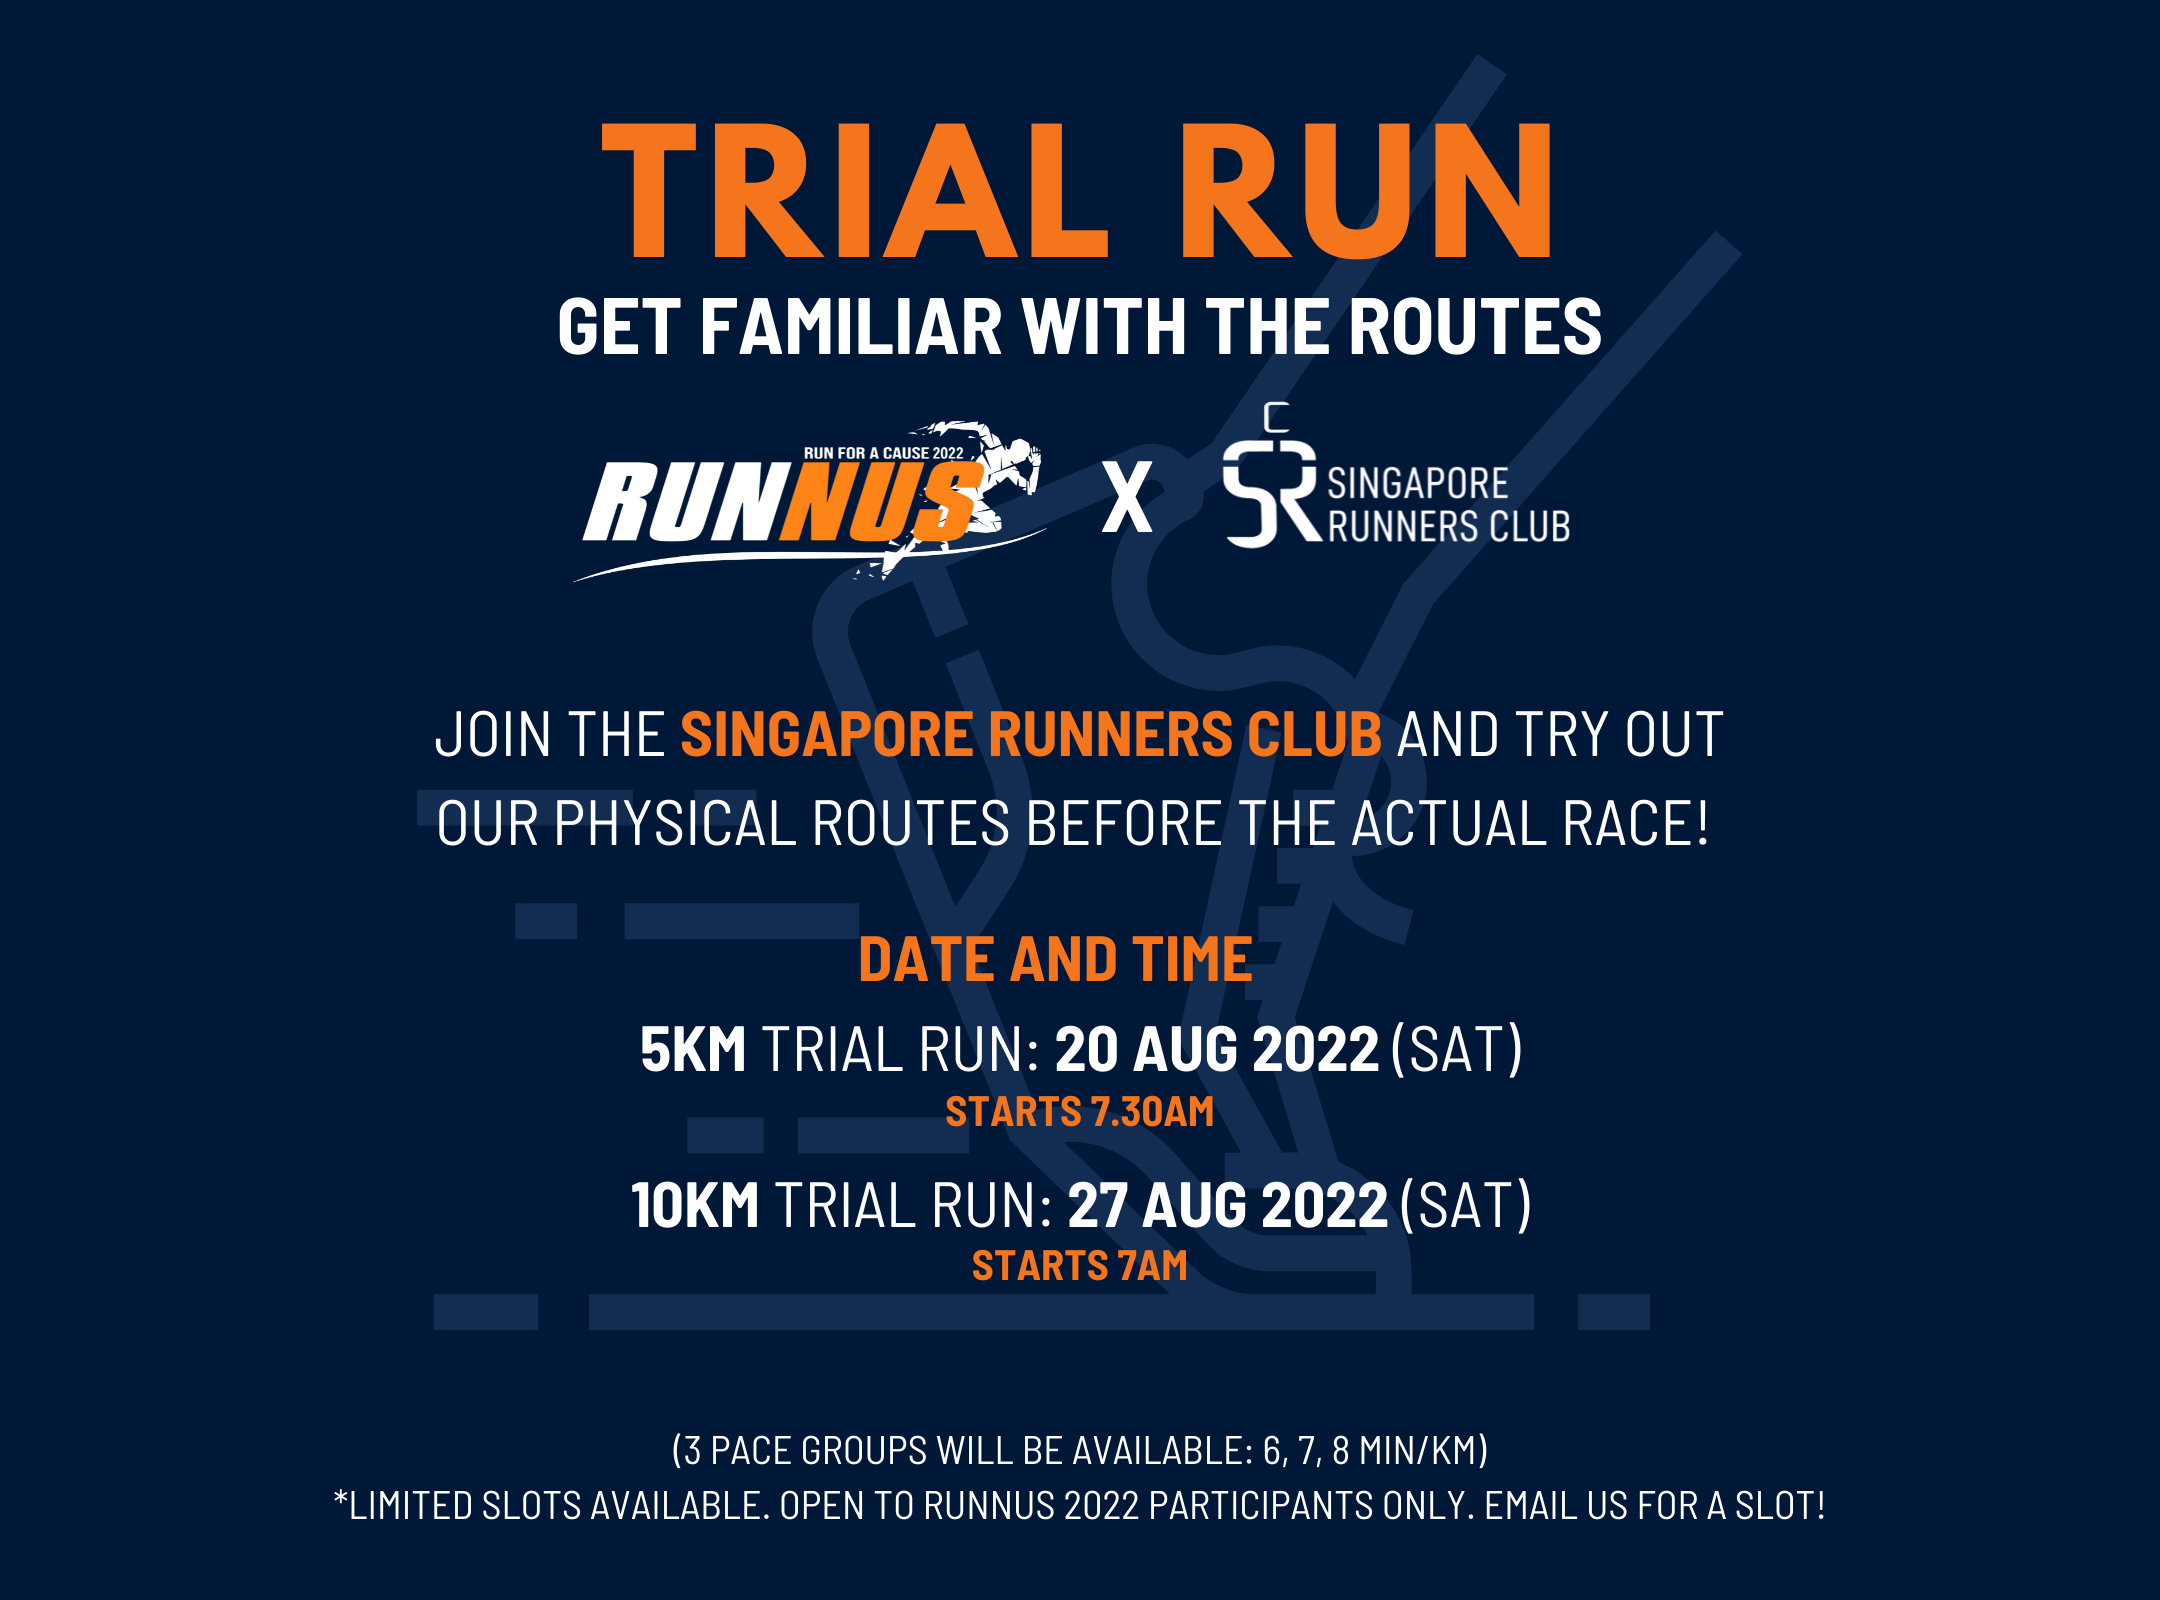 TRIAL RUN
GET FAMILIAR WITH THE ROUTES
RUN FOR A CAUSE 2022
RUNNUS
X
C
SR
SINGAPORE
RUNNERS CLUB
JOIN THE SINGAPORE RUNNERS CLUB AND TRY OUT
OUR PHYSICAL ROUTES BEFORE THE ACTUAL RACE!
DATE AND TIME
5KM TRIAL RUN: 20 AUG 2022 (SAT)
STARTS 7.30AM
10KM TRIAL RUN: 27 AUG 2022 (SAT)
STARTS 7AM
(3 PACE GROUPS WILL BE AVAILABLE: 6, 7, 8 MIN/KM)
*LIMITED SLOTS AVAILABLE. OPEN TO RUNNUS 2022 PARTICIPANTS ONLY. EMAIL US FOR A SLOT!